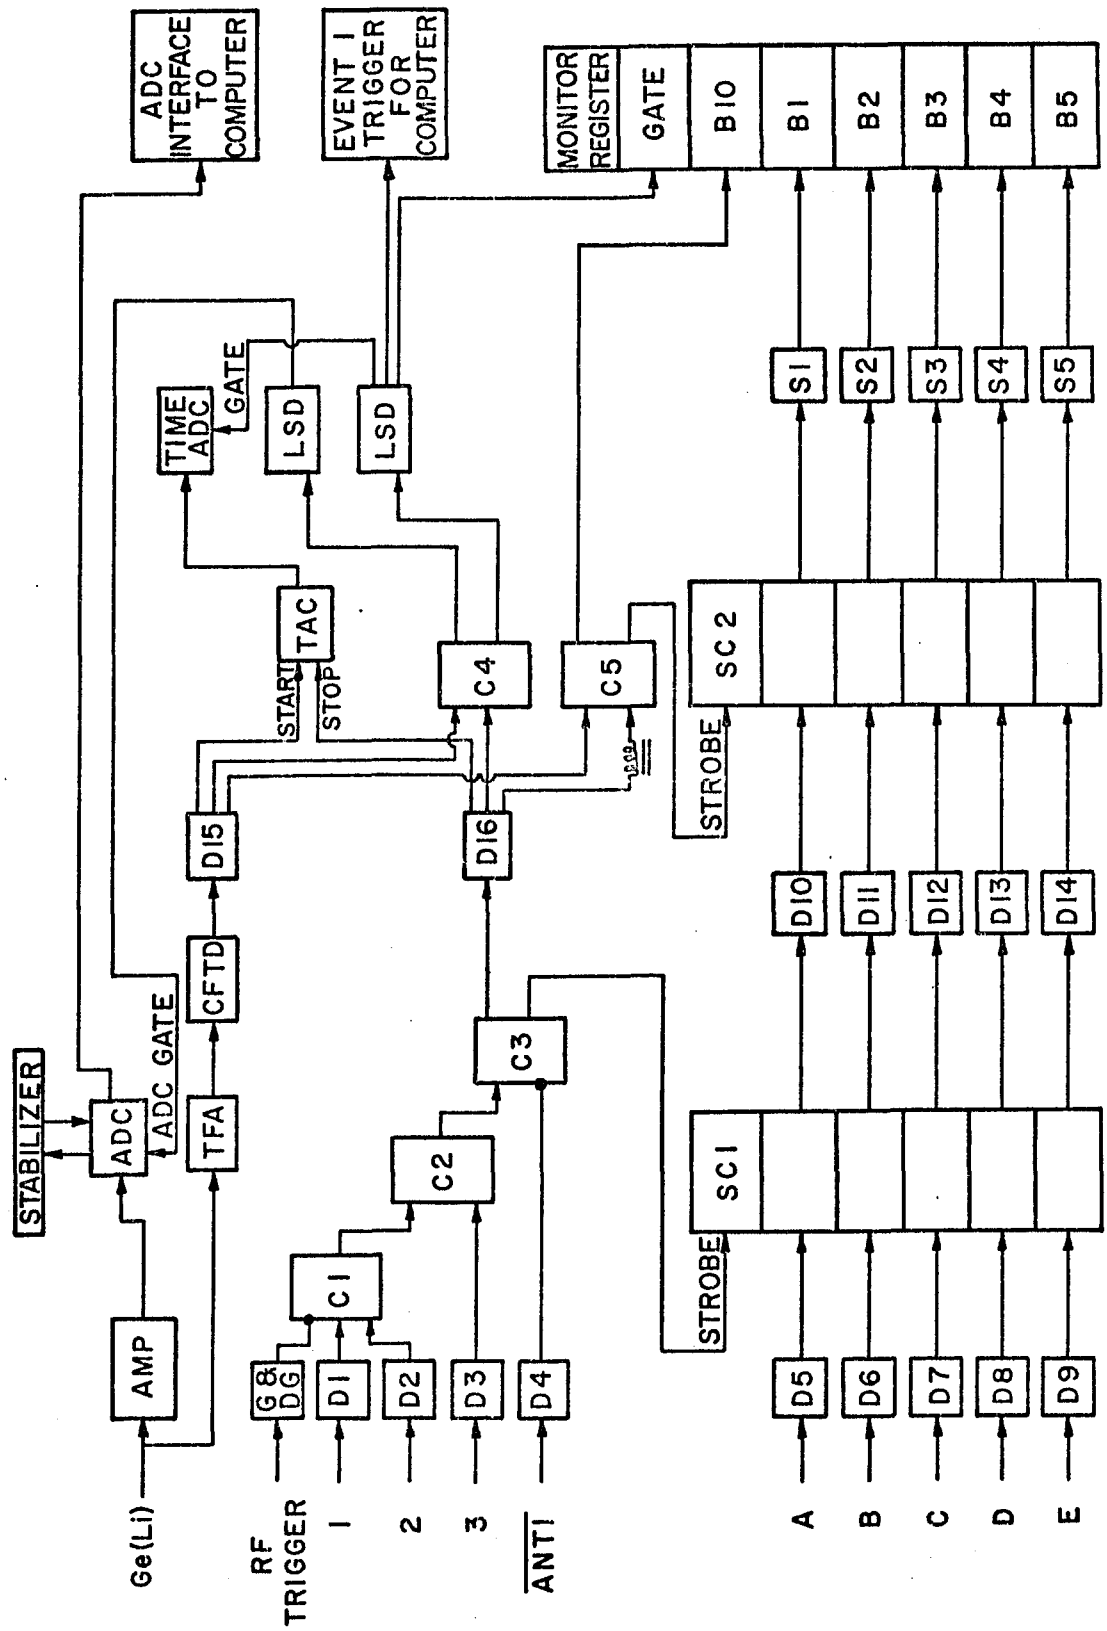 Ge(Li)
AMP
STABILIZER
ADC
ADC GATE
TFA
CFTD
D15
ADC
INTERFACE
TO
COMPUTER
TIME
ADC
GATE
START
STOP
TAC
LSD
LSD
EVENT 1
TRIGGER
FOR
COMPUTER
RF
TRIGGER
G &
DG
1
D1
2
D2
3
D3
ANTI
D4
C1
C2
C3
D16
C4
C5
MONITOR
REGISTER
GATE
B10
STROBE
SC1
STROBE
SC2
A
D5
D10
S1
B1
B
D6
D11
S2
B2
C
D7
D12
S3
B3
D
D8
D13
S4
B4
E
D9
D14
S5
B5